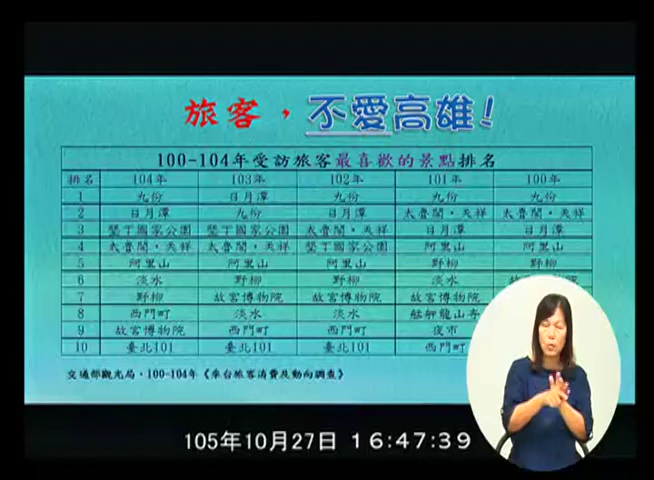 旅客，不愛高雄!
100-104年受訪旅客最喜歡的景點排名
排名 104年 103年 102年 101年 100年
1 九份 日月潭 九份 九份 九份
2 日月潭 九份 日月潭 太魯閣，天祥 太魯閣，天祥
3 墾丁國家公園 墾丁國家公園 太魯閣，天祥 日月潭 日月潭
4 太魯閣，天祥 太魯閣，天祥 墾丁國家公園 阿里山 阿里山
5 阿里山 阿里山 阿里山 野柳 野柳
6 淡水 野柳 野柳 淡水
7 野柳 故宮博物院 故宮博物院 故宮博物院
8 西門町 淡水 淡水 艋舺龍山寺
9 故宮博物院 西門町 西門町 夜市
10 臺北101 臺北101 臺北101 西門町
交通部觀光局，100-104年《來台旅客消費及動向調查》
105年10月27日 16:47:39